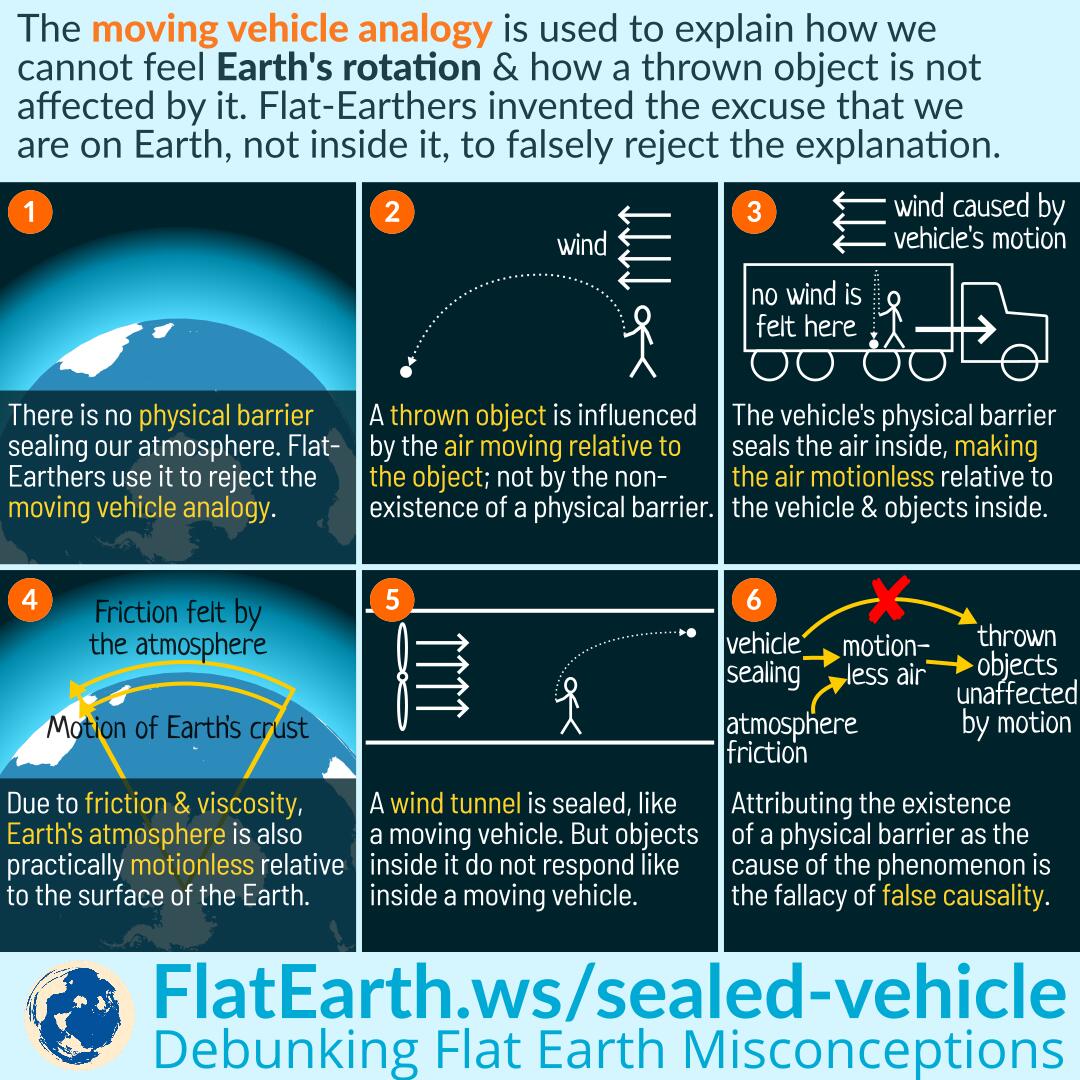 The moving vehicle analogy is used to explain how we
cannot feel Earth's rotation & how a thrown object is not
affected by it. Flat-Earthers invented the excuse that we
are on Earth, not inside it, to falsely reject the explanation.
1
There is no physical barrier
sealing our atmosphere. Flat-
Earthers use it to reject the
moving vehicle analogy.
2
wind
A thrown object is influenced
by the air moving relative to
the object; not by the non-
existence of a physical barrier.
3
wind caused by
vehicle's motion
no wind is
felt here
The vehicle's physical barrier
seals the air inside, making
the air motionless relative to
the vehicle & objects inside.
4
Friction felt by
the atmosphere
Motion of Earth's crust
Due to friction & viscosity,
Earth's atmosphere is also
practically motionless relative
to the surface of the Earth.
5
A wind tunnel is sealed, like
a moving vehicle. But objects
inside it do not respond like
inside a moving vehicle.
6
vehicle
sealing
motion-
less air
thrown
objects
unaffected
by motion
atmosphere
friction
Attributing the existence
of a physical barrier as the
cause of the phenomenon is
the fallacy of false causality.
FlatEarth.ws/sealed-vehicle
Debunking Flat Earth Misconceptions